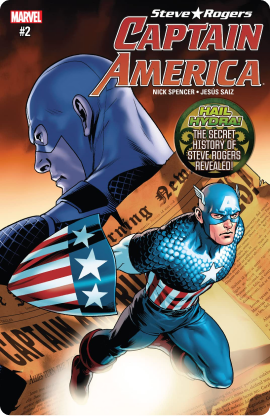 MARVEL
#2
Steve Rogers
CAPTAIN
AMERICA
NICK SPENCER • JESÚS SAIZ
HAIL
HYDRA!
THE SECRET
HISTORY OF
STEVE ROGERS
REVEALED!
CAPTAIN